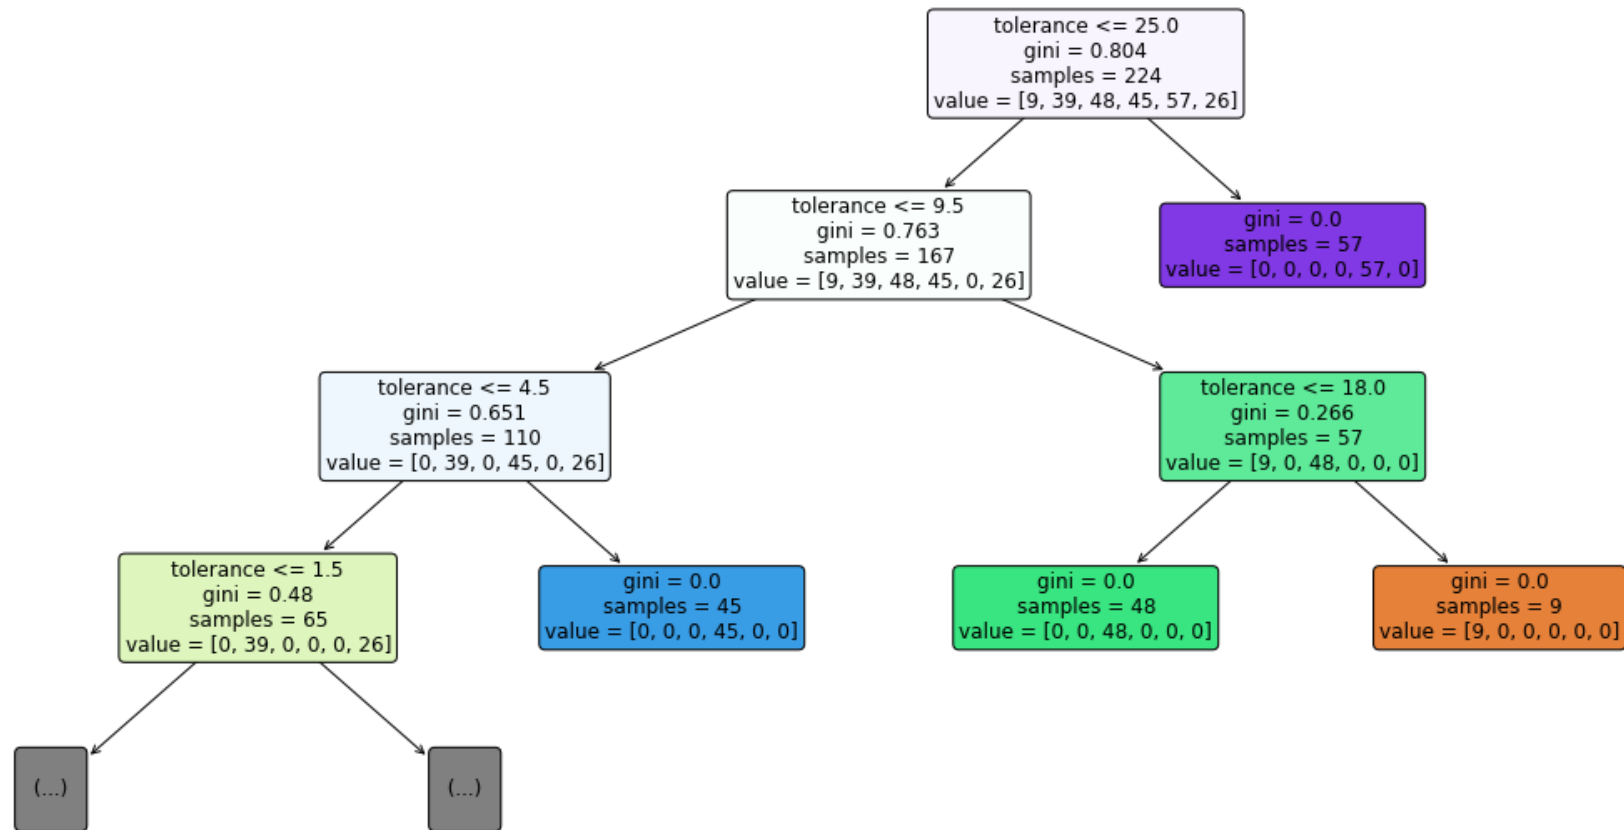 tolerance <= 25.0
gini = 0.804
samples = 224
value = [9, 39, 48, 45, 57, 26]
tolerance <= 9.5
gini = 0.763
samples = 167
value = [9, 39, 48, 45, 0, 26]
gini = 0.0
samples = 57
value = [0, 0, 0, 0, 57, 0]
tolerance <= 4.5
gini = 0.651
samples = 110
value = [0, 39, 0, 45, 0, 26]
tolerance <= 18.0
gini = 0.266
samples = 57
value = [9, 0, 48, 0, 0, 0]
tolerance <= 1.5
gini = 0.48
samples = 65
value = [0, 39, 0, 0, 0, 26]
gini = 0.0
samples = 45
value = [0, 0, 0, 45, 0, 0]
gini = 0.0
samples = 48
value = [0, 0, 48, 0, 0, 0]
gini = 0.0
samples = 9
value = [9, 0, 0, 0, 0, 0]
(...)
(...)